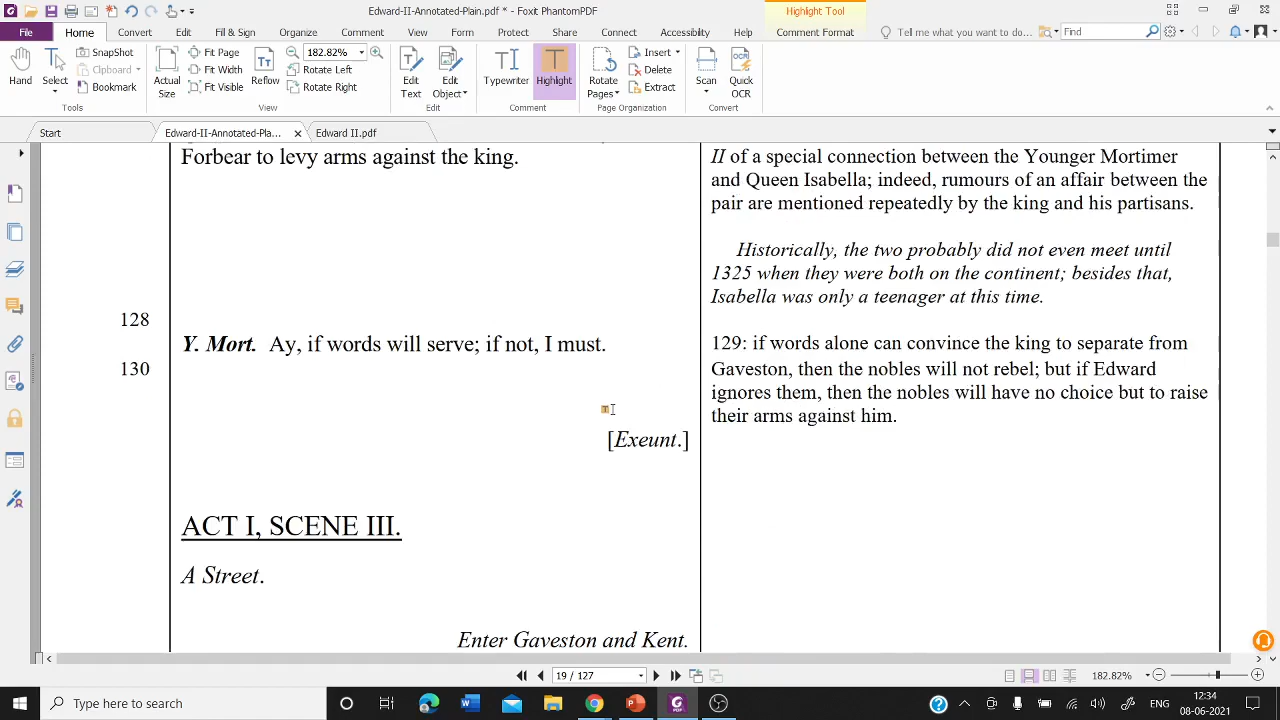 Edward-II-Annotated-Plain.pdf * - Foxit PhantomPDF
Highlight Tool
File Home Convert Edit Fill & Sign Organize Comment View Form Protect Share Connect Accessibility Help Comment Format Tell me what you want to do... Find
Hand
Select
SnapShot
Clipboard
Bookmark
Tools
Actual Size
Fit Page
Fit Width
Fit Visible
Reflow
182.82%
Rotate Left
Rotate Right
View
Edit Text
Edit Object
Edit
Typewriter
Highlight
Comment
Rotate Pages
Insert
Delete
Extract
Page Organization
Scan
Quick OCR
Convert
Start
Edward-II-Annotated-Pla...
Edward II.pdf
Forbear to levy arms against the king.
128
Y. Mort. Ay, if words will serve; if not, I must.
130
[Exeunt.]
ACT I, SCENE III.
A Street.
Enter Gaveston and Kent.
II of a special connection between the Younger Mortimer
and Queen Isabella; indeed, rumours of an affair between the
pair are mentioned repeatedly by the king and his partisans.
Historically, the two probably did not even meet until
1325 when they were both on the continent; besides that,
Isabella was only a teenager at this time.
129: if words alone can convince the king to separate from
Gaveston, then the nobles will not rebel; but if Edward
ignores them, then the nobles will have no choice but to raise
their arms against him.
19 / 127
182.82%
Type here to search
ENG
12:34
08-06-2021